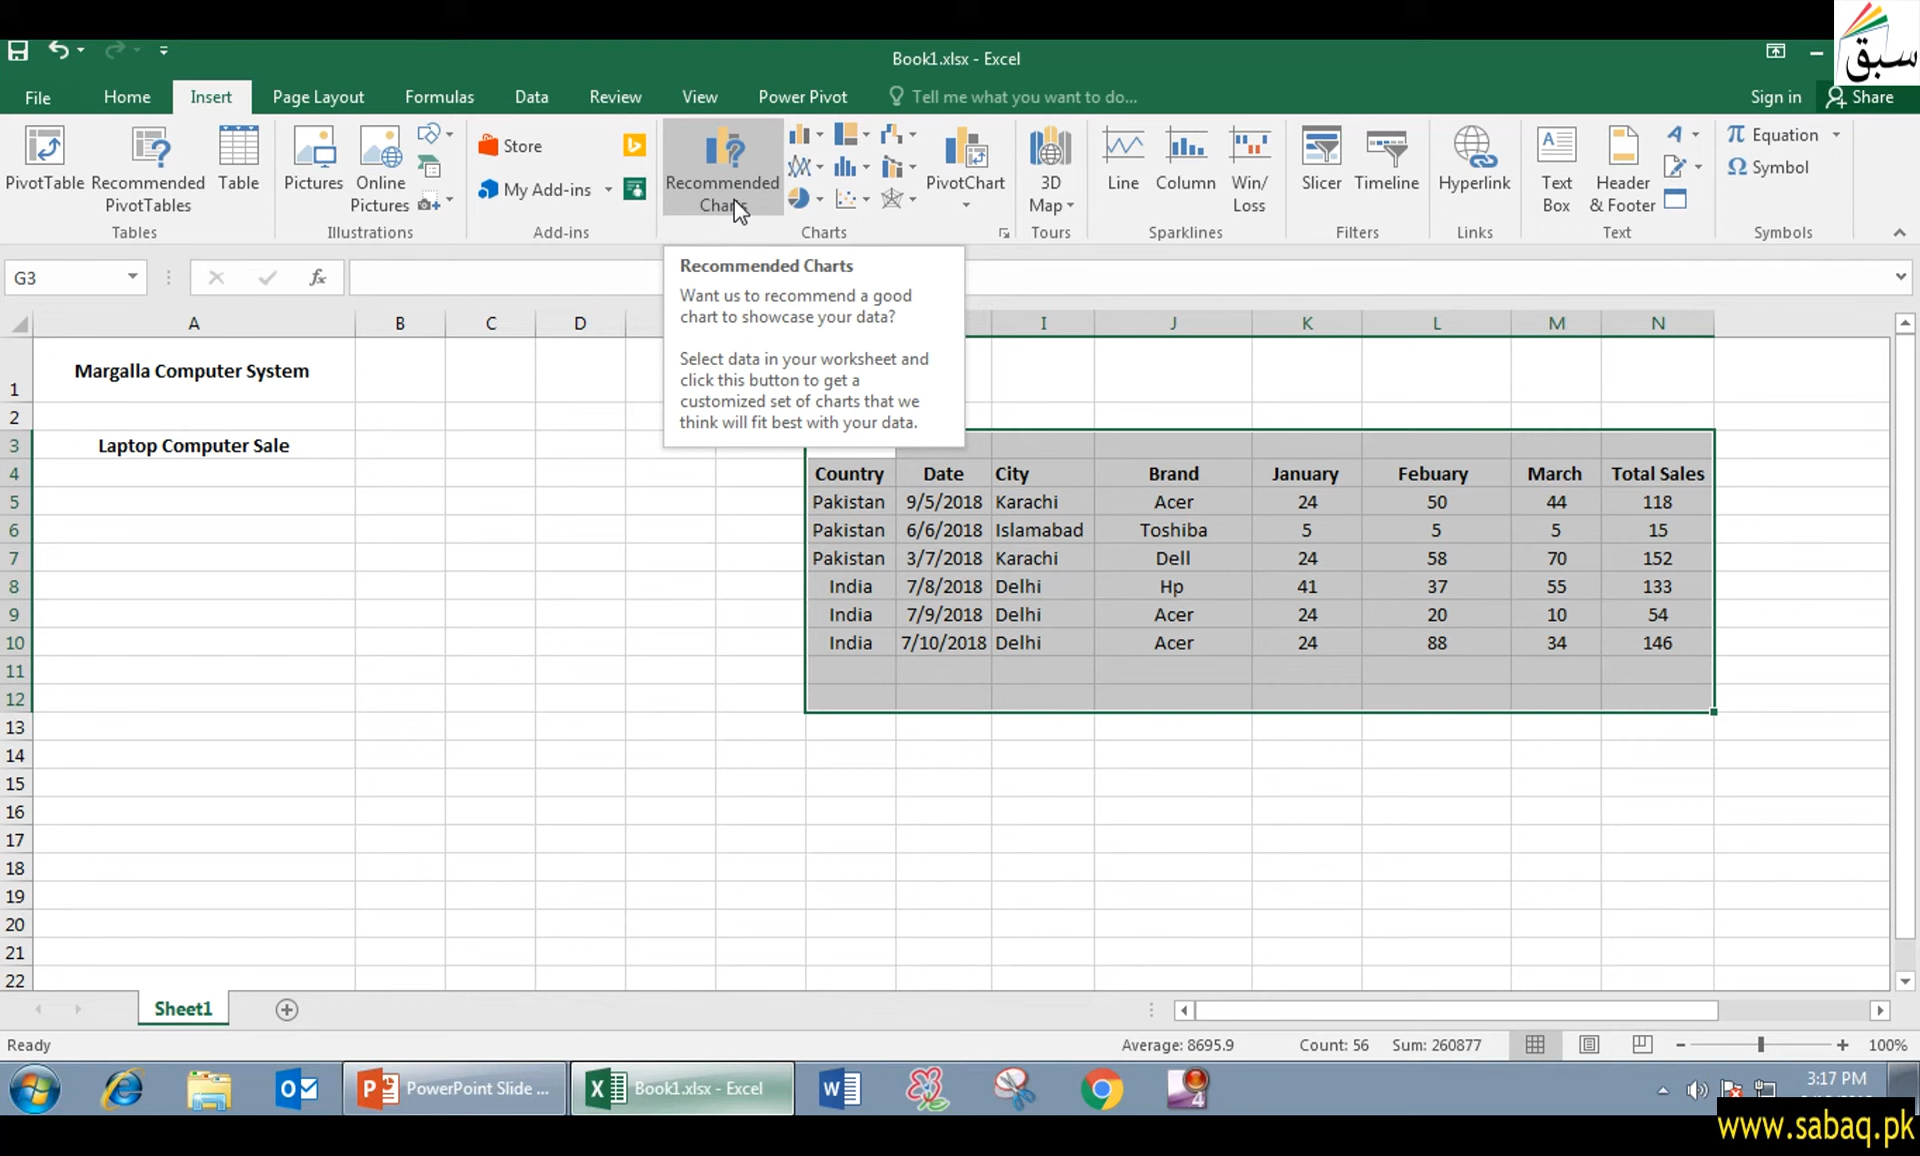 سبق
Book1.xlsx - Excel
File Home Insert Page Layout Formulas Data Review View Power Pivot Tell me what you want to do... Sign in Share
PivotTable Recommended PivotTables Table Pictures Online Pictures Store My Add-ins Recommended Charts PivotChart 3D Map Line Column Win/Loss Slicer Timeline Hyperlink Text Box Header & Footer Equation Symbol
Tables Illustrations Add-ins Charts Tours Sparklines Filters Links Text Symbols
G3 fx
Recommended Charts
Want us to recommend a good
chart to showcase your data?
Select data in your worksheet and
click this button to get a
customized set of charts that we
think will fit best with your data.
A B C D I J K L M N
1 Margalla Computer System
2
3 Laptop Computer Sale
4 Country Date City Brand January Febuary March Total Sales
5 Pakistan 9/5/2018 Karachi Acer 24 50 44 118
6 Pakistan 6/6/2018 Islamabad Toshiba 5 5 5 15
7 Pakistan 3/7/2018 Karachi Dell 24 58 70 152
8 India 7/8/2018 Delhi Hp 41 37 55 133
9 India 7/9/2018 Delhi Acer 24 20 10 54
10 India 7/10/2018 Delhi Acer 24 88 34 146
11
12
13
14
15
16
17
18
19
20
21
22
Sheet1
Ready Average: 8695.9 Count: 56 Sum: 260877 100%
PowerPoint Slide ... Book1.xlsx - Excel 3:17 PM
www.sabaq.pk